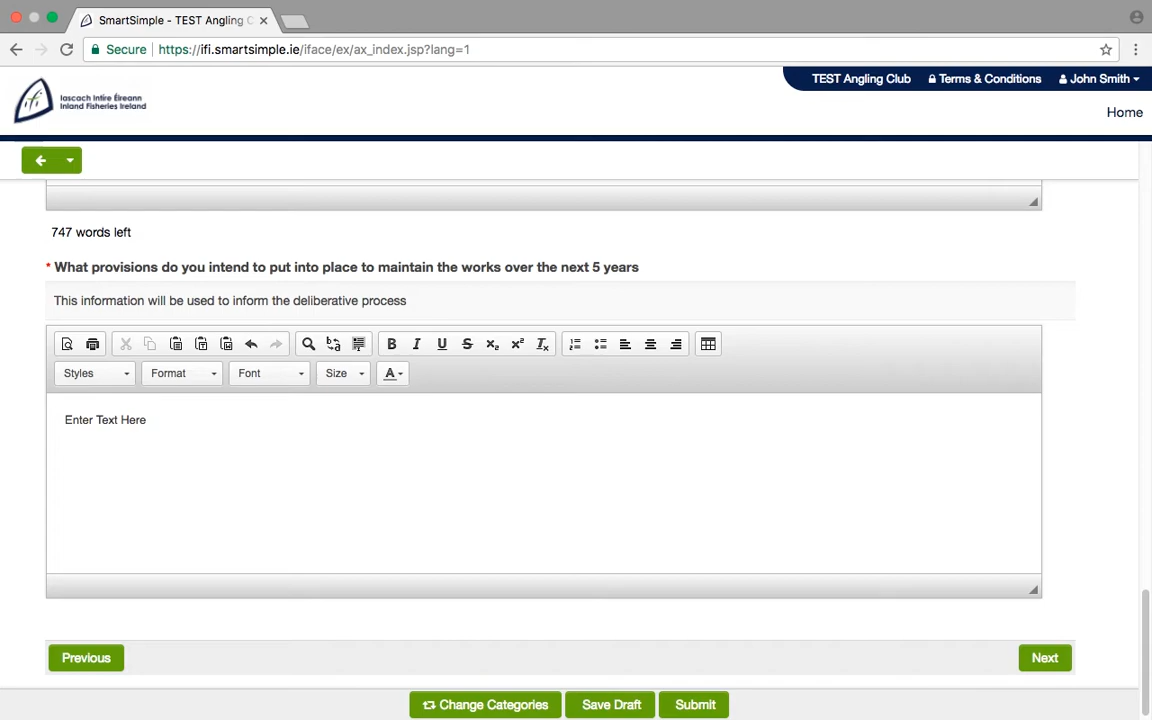 SmartSimple - TEST Angling C
Secure https://ifi.smartsimple.ie/iface/ex/ax_index.jsp?lang=1
TEST Angling Club Terms & Conditions John Smith
Iascach Intíre Éireann
Inland Fisheries Ireland
Home
747 words left
* What provisions do you intend to put into place to maintain the works over the next 5 years
This information will be used to inform the deliberative process
Styles Format Font Size A
Enter Text Here
Previous Next
Change Categories Save Draft Submit